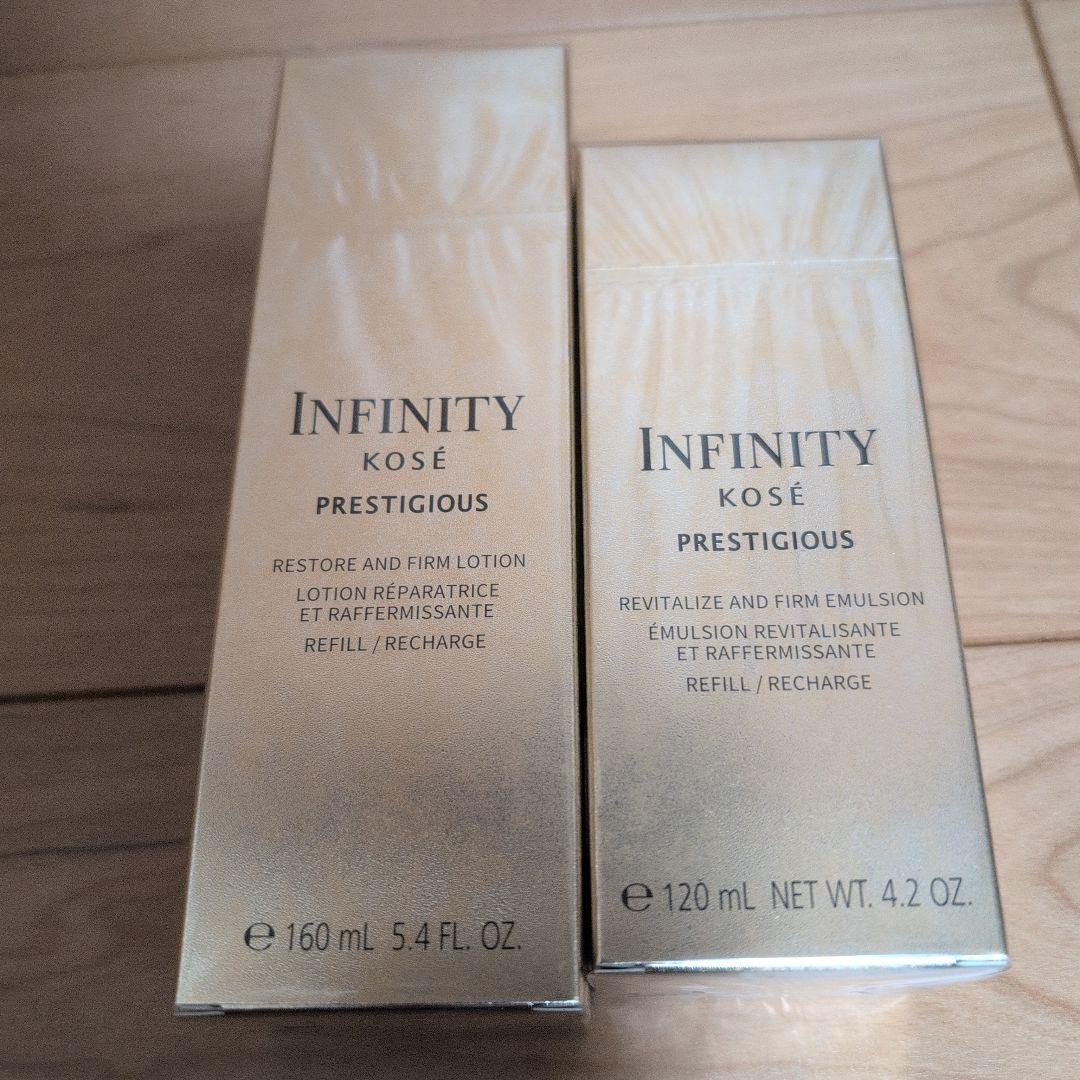 INFINITY
KOSÉ
PRESTIGIOUS
RESTORE AND FIRM LOTION
LOTION RÉPARATRICE
ET RAFFERMISSANTE
REFILL / RECHARGE
℮ 160 mL 5.4 FL. OZ.
INFINITY
KOSÉ
PRESTIGIOUS
REVITALIZE AND FIRM EMULSION
ÉMULSION REVITALISANTE
ET RAFFERMISSANTE
REFILL / RECHARGE
℮ 120 mL NET WT. 4.2 OZ.